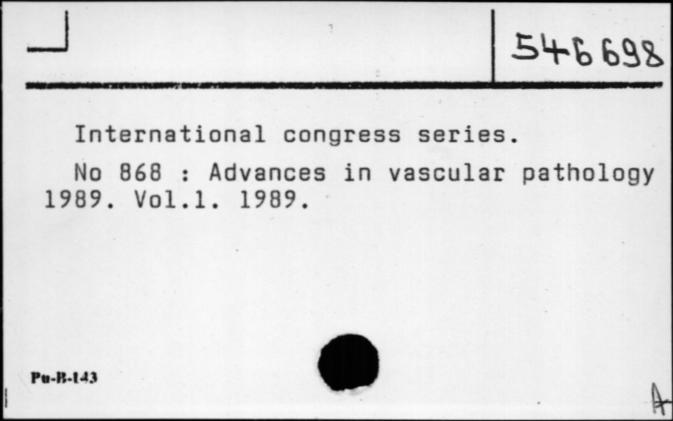 546698
International congress series.
No 868 : Advances in vascular pathology
1989. Vol.1. 1989.
Pu-B-143
A